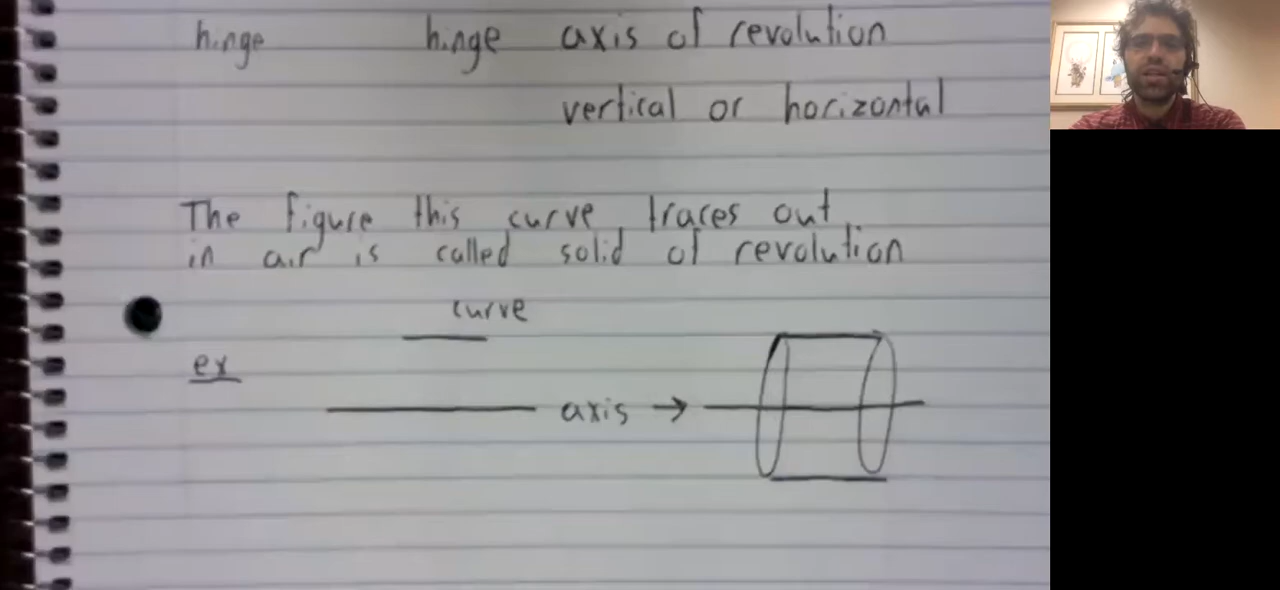 hinge hinge axis of revolution
vertical or horizontal
The figure this curve traces out
in air is called solid of revolution
curve
ex
axis →